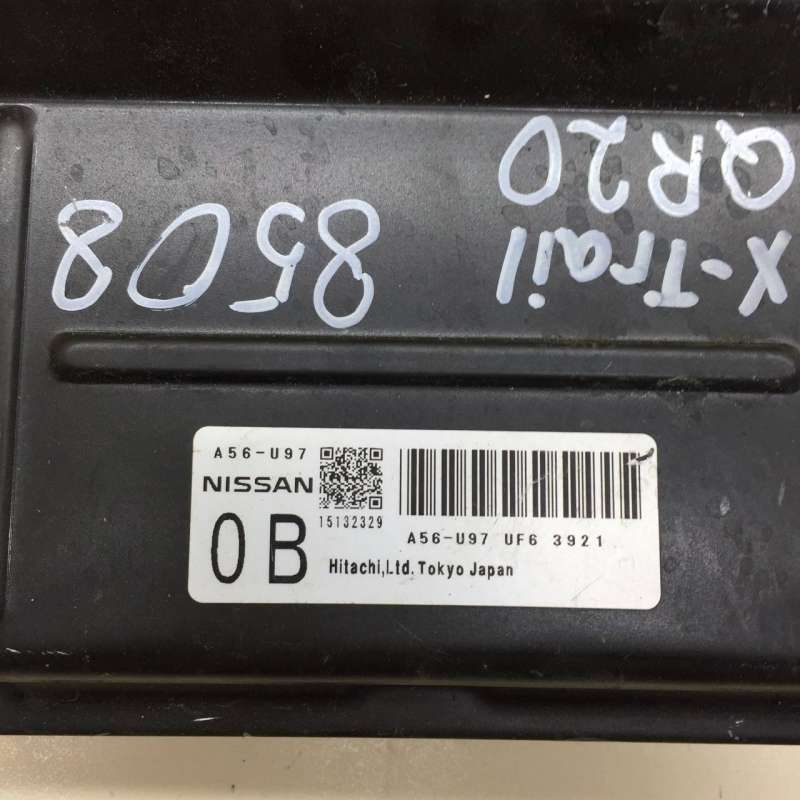 X-Trail
QR20
8508
A56-U97
NISSAN
0B
15132329
A56-U97 UF6 3921
Hitachi,Ltd. Tokyo Japan